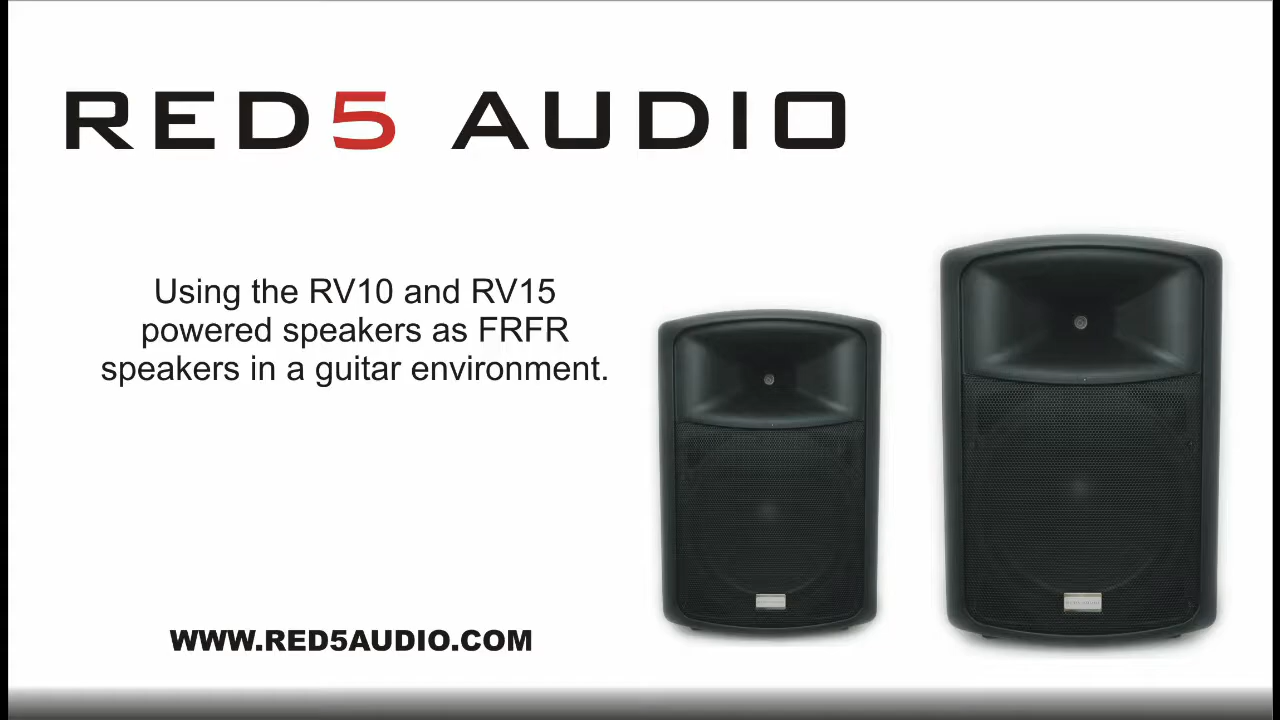 RED5 AUDIO
Using the RV10 and RV15
powered speakers as FRFR
speakers in a guitar environment.
WWW.RED5AUDIO.COM